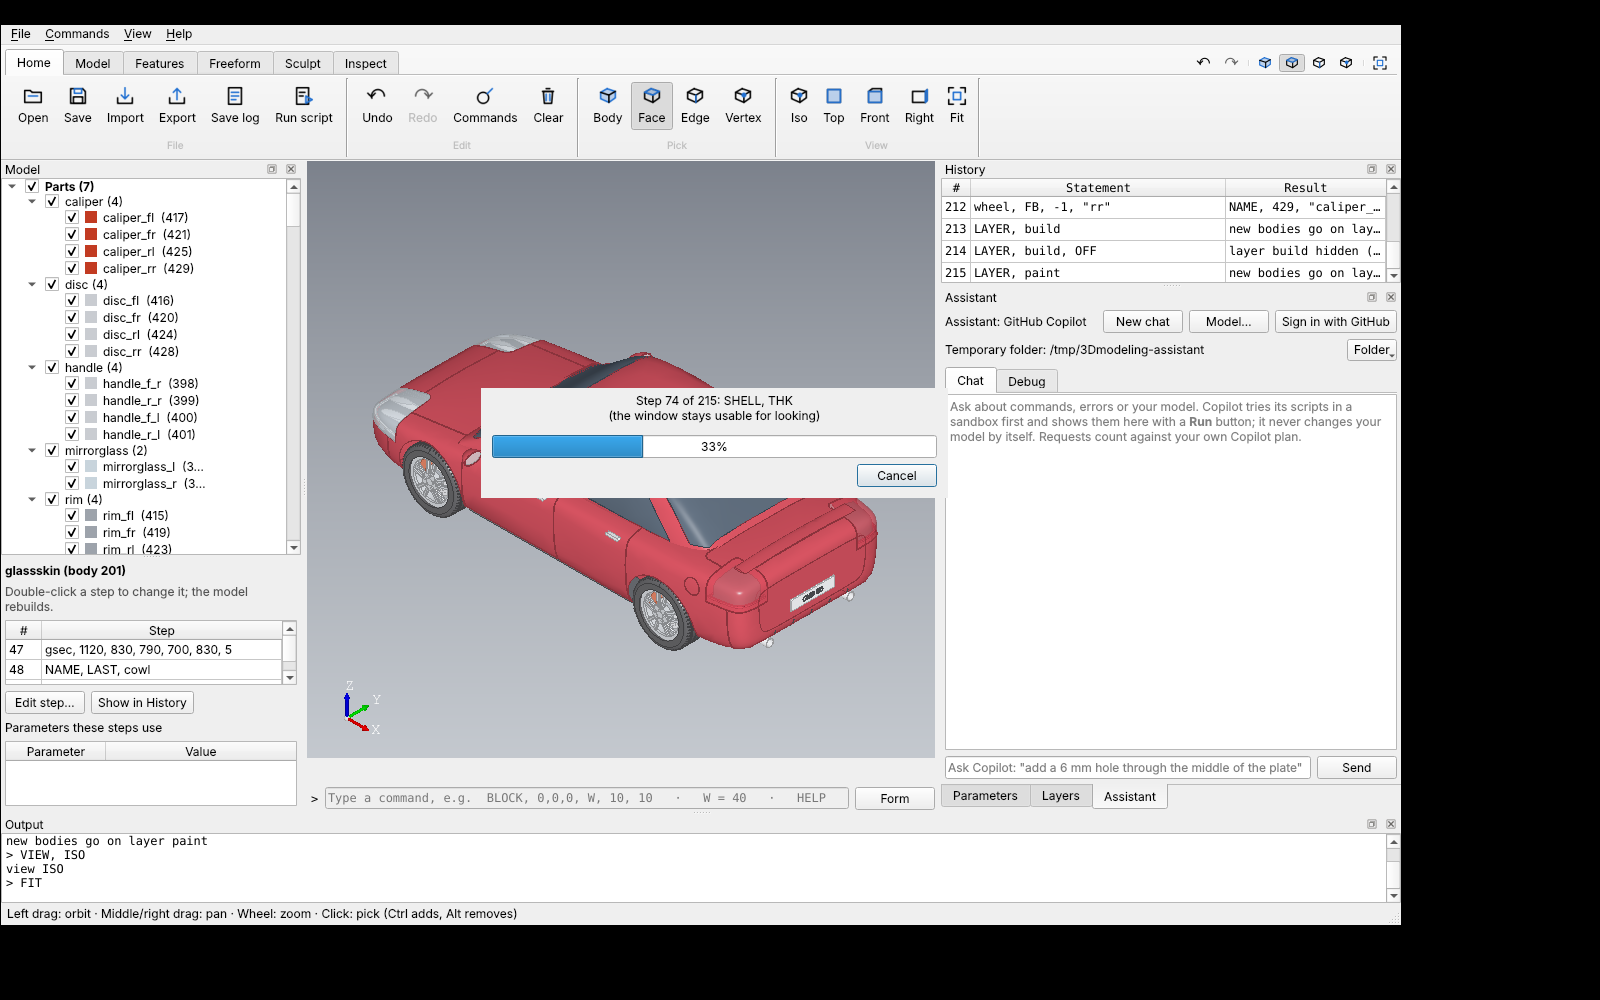 File Commands View Help
Home Model Features Freeform Sculpt Inspect
Open Save Import Export Save log Run script Undo Redo Commands Clear Body Face Edge Vertex Iso Top Front Right Fit
File Edit Pick View
Model
Parts (7)
caliper (4)
caliper_fl (417)
caliper_fr (421)
caliper_rl (425)
caliper_rr (429)
disc (4)
disc_fl (416)
disc_fr (420)
disc_rl (424)
disc_rr (428)
handle (4)
handle_f_r (398)
handle_r_r (399)
handle_f_l (400)
handle_r_l (401)
mirrorglass (2)
mirrorglass_l (3...
mirrorglass_r (3...
rim (4)
rim_fl (415)
rim_fr (419)
rim_rl (423)
glassskin (body 201)
Double-click a step to change it; the model
rebuilds.
# Step
47 gsec, 1120, 830, 790, 700, 830, 5
48 NAME, LAST, cowl
Edit step... Show in History
Parameters these steps use
Parameter Value
Step 74 of 215: SHELL, THK
(the window stays usable for looking)
33%
Cancel
Z
Y
X
> Type a command, e.g. BLOCK, 0,0,0, W, 10, 10 · W = 40 · HELP Form
History
# Statement Result
212 wheel, FB, -1, "rr" NAME, 429, "caliper_…
213 LAYER, build new bodies go on lay…
214 LAYER, build, OFF layer build hidden (…
215 LAYER, paint new bodies go on lay…
Assistant
Assistant: GitHub Copilot New chat Model... Sign in with GitHub
Temporary folder: /tmp/3Dmodeling-assistant Folder
Chat Debug
Ask about commands, errors or your model. Copilot tries its scripts in a
sandbox first and shows them here with a Run button; it never changes your
model by itself. Requests count against your own Copilot plan.
Ask Copilot: "add a 6 mm hole through the middle of the plate" Send
Parameters Layers Assistant
Output
new bodies go on layer paint
> VIEW, ISO
view ISO
> FIT
Left drag: orbit · Middle/right drag: pan · Wheel: zoom · Click: pick (Ctrl adds, Alt removes)